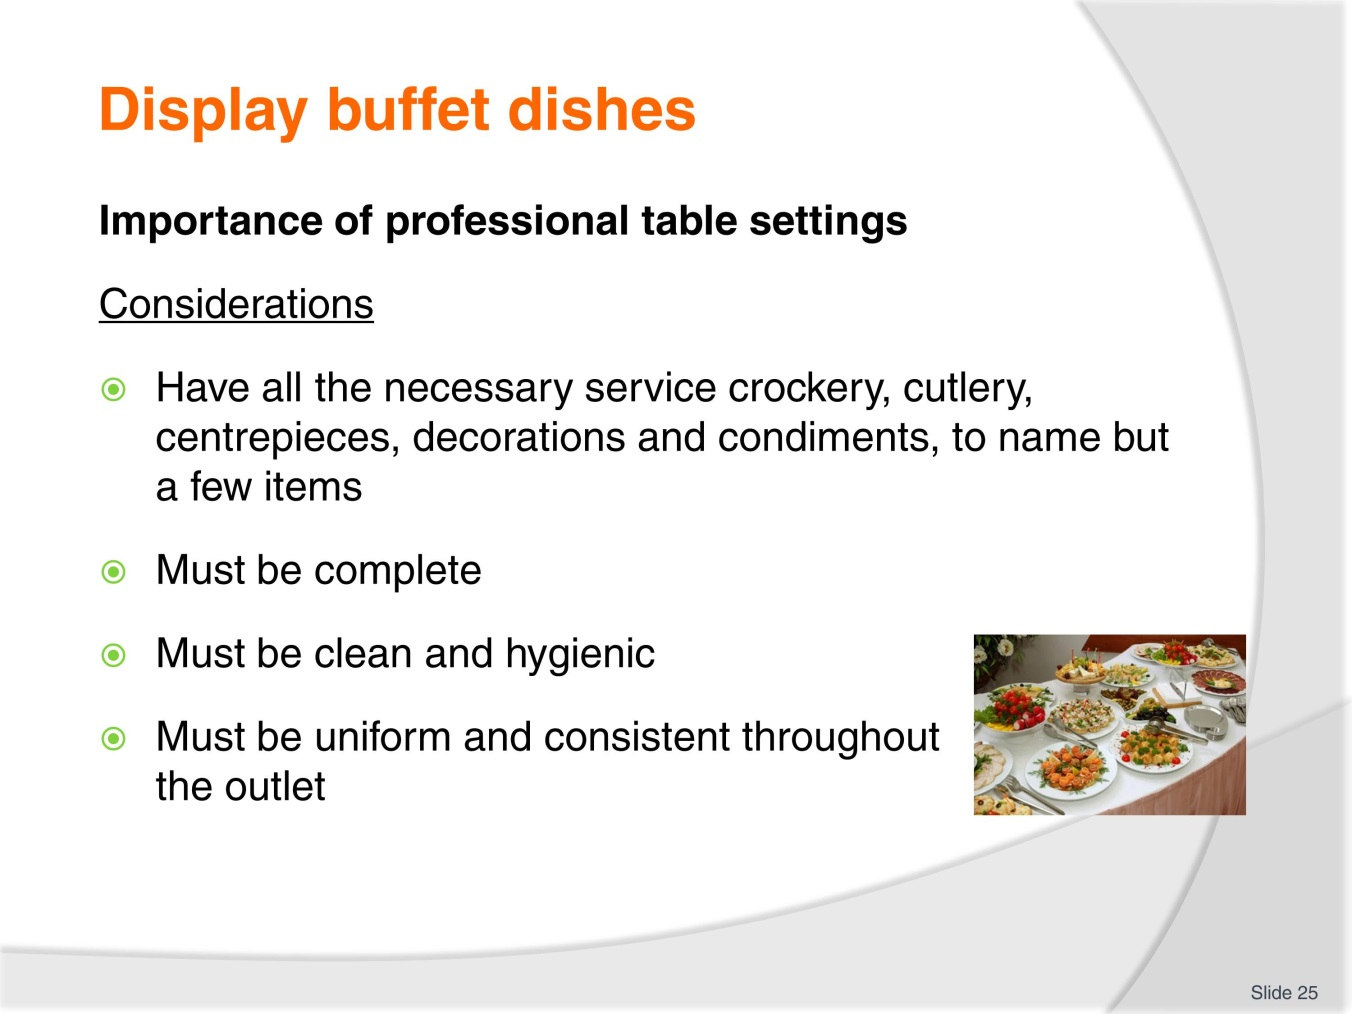 Display buffet dishes
Importance of professional table settings
Considerations
Have all the necessary service crockery, cutlery,
centrepieces, decorations and condiments, to name but
a few items
Must be complete
Must be clean and hygienic
Must be uniform and consistent throughout
the outlet
Slide 25